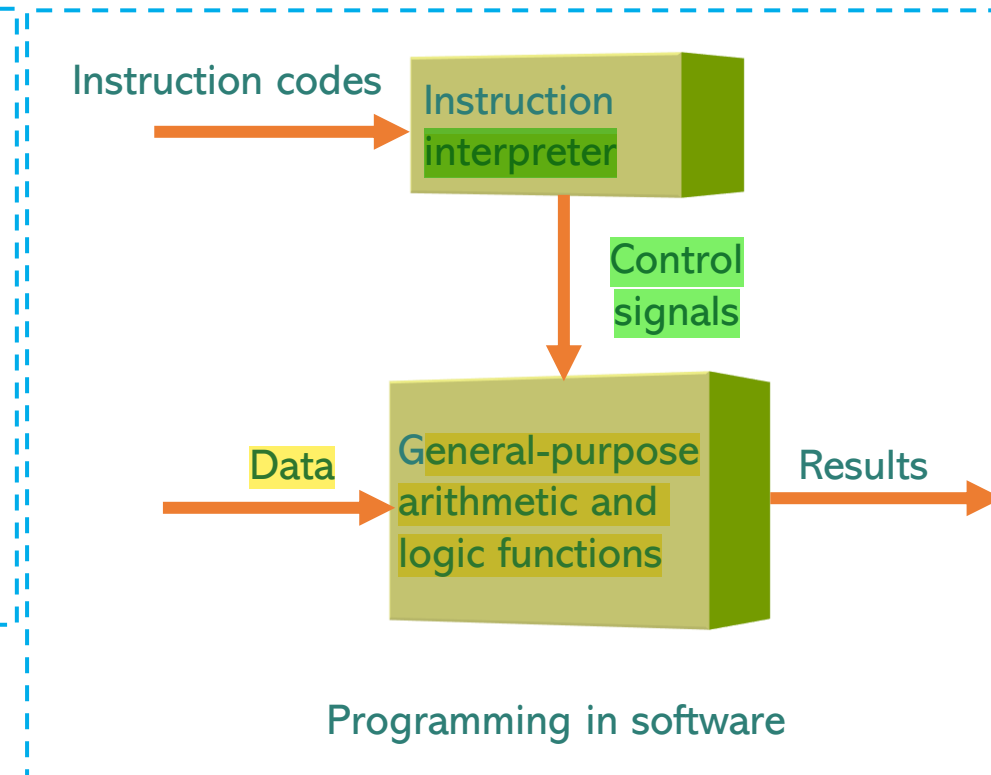 Instruction codes
Instruction
interpreter
Control
signals
Data
General-purpose
arithmetic and
logic functions
Results
Programming in software